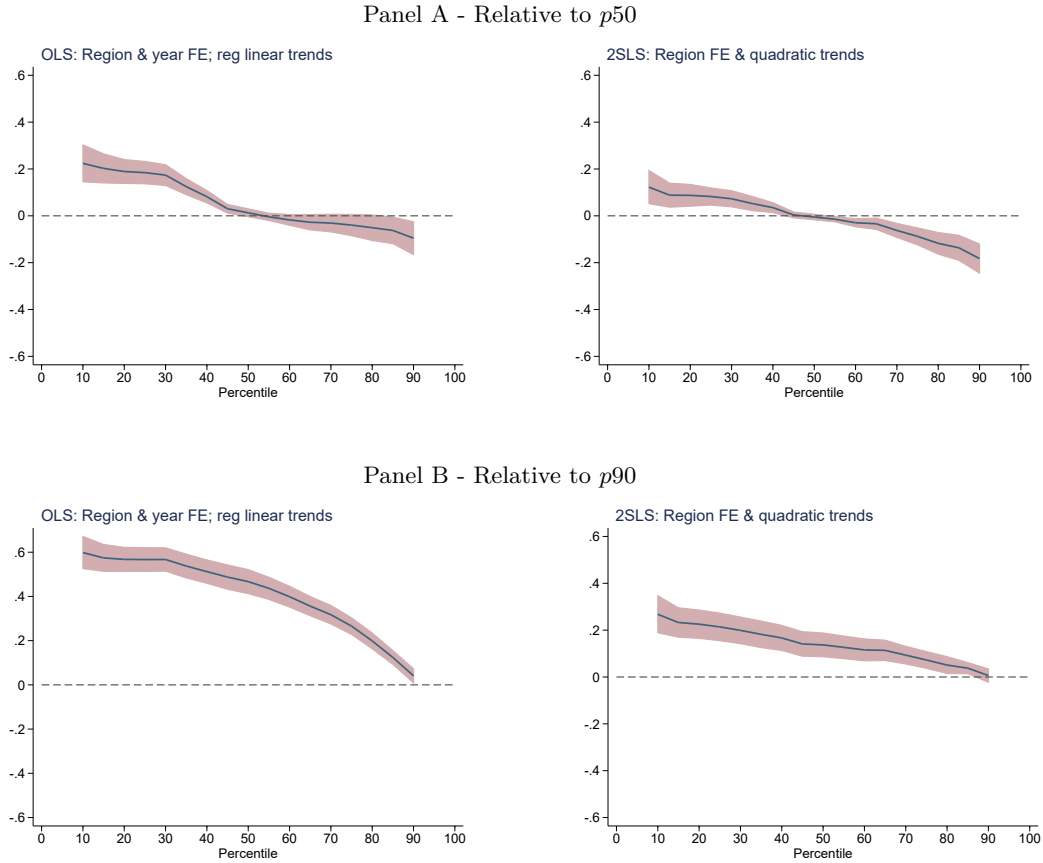 Panel A - Relative to p50
OLS: Region & year FE; reg linear trends
.6
.4
.2
0
-.2
-.4
-.6
0 10 20 30 40 50 60 70 80 90 100
Percentile
2SLS: Region FE & quadratic trends
.6
.4
.2
0
-.2
-.4
-.6
0 10 20 30 40 50 60 70 80 90 100
Percentile
Panel B - Relative to p90
OLS: Region & year FE; reg linear trends
.6
.4
.2
0
-.2
-.4
-.6
0 10 20 30 40 50 60 70 80 90 100
Percentile
2SLS: Region FE & quadratic trends
.6
.4
.2
0
-.2
-.4
-.6
0 10 20 30 40 50 60 70 80 90 100
Percentile